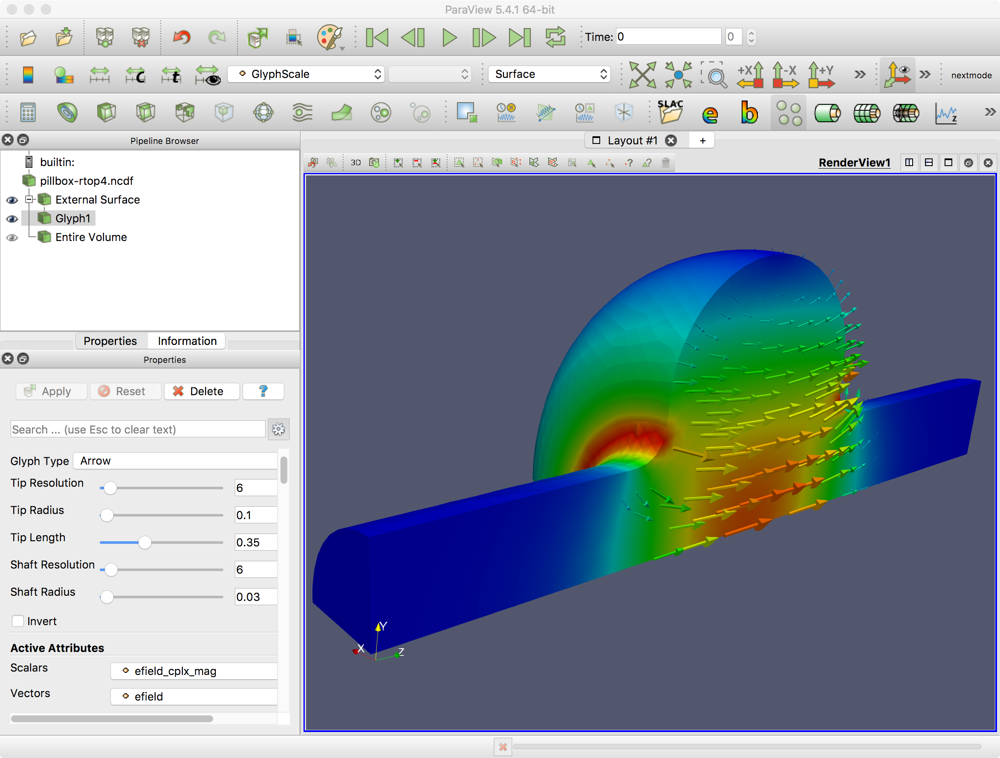 ParaView 5.4.1 64-bit
Time: 0 0
C t GlyphScale Surface +X -X +Y nextmode
SLAC e b z
Pipeline Browser
Layout #1 +
builtin:
3D ? ? RenderView1
pillbox-rtop4.ncdf
External Surface
Glyph1
Entire Volume
Properties Information
Properties
Apply Reset Delete ?
Search ... (use Esc to clear text)
Glyph Type Arrow
Tip Resolution 6
Tip Radius 0.1
Tip Length 0.35
Shaft Resolution 6
Shaft Radius 0.03
Invert
Active Attributes
Scalars efield_cplx_mag
Vectors efield
Y
X
Z